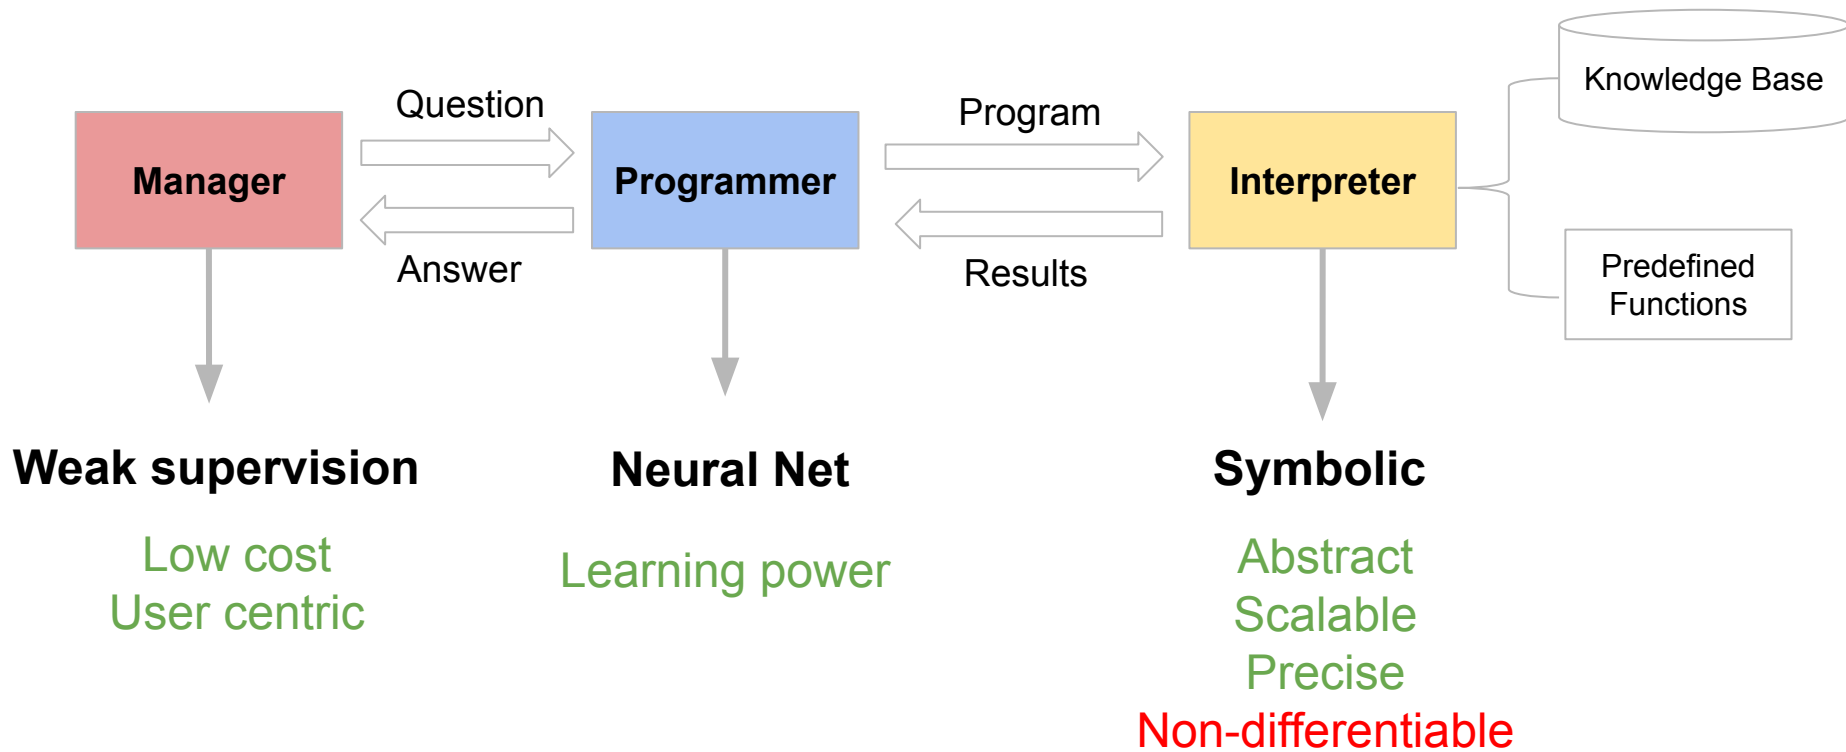 Manager
Question
Answer
Programmer
Program
Results
Interpreter
Knowledge Base
Predefined
Functions
Weak supervision
Low cost
User centric
Neural Net
Learning power
Symbolic
Abstract
Scalable
Precise
Non-differentiable